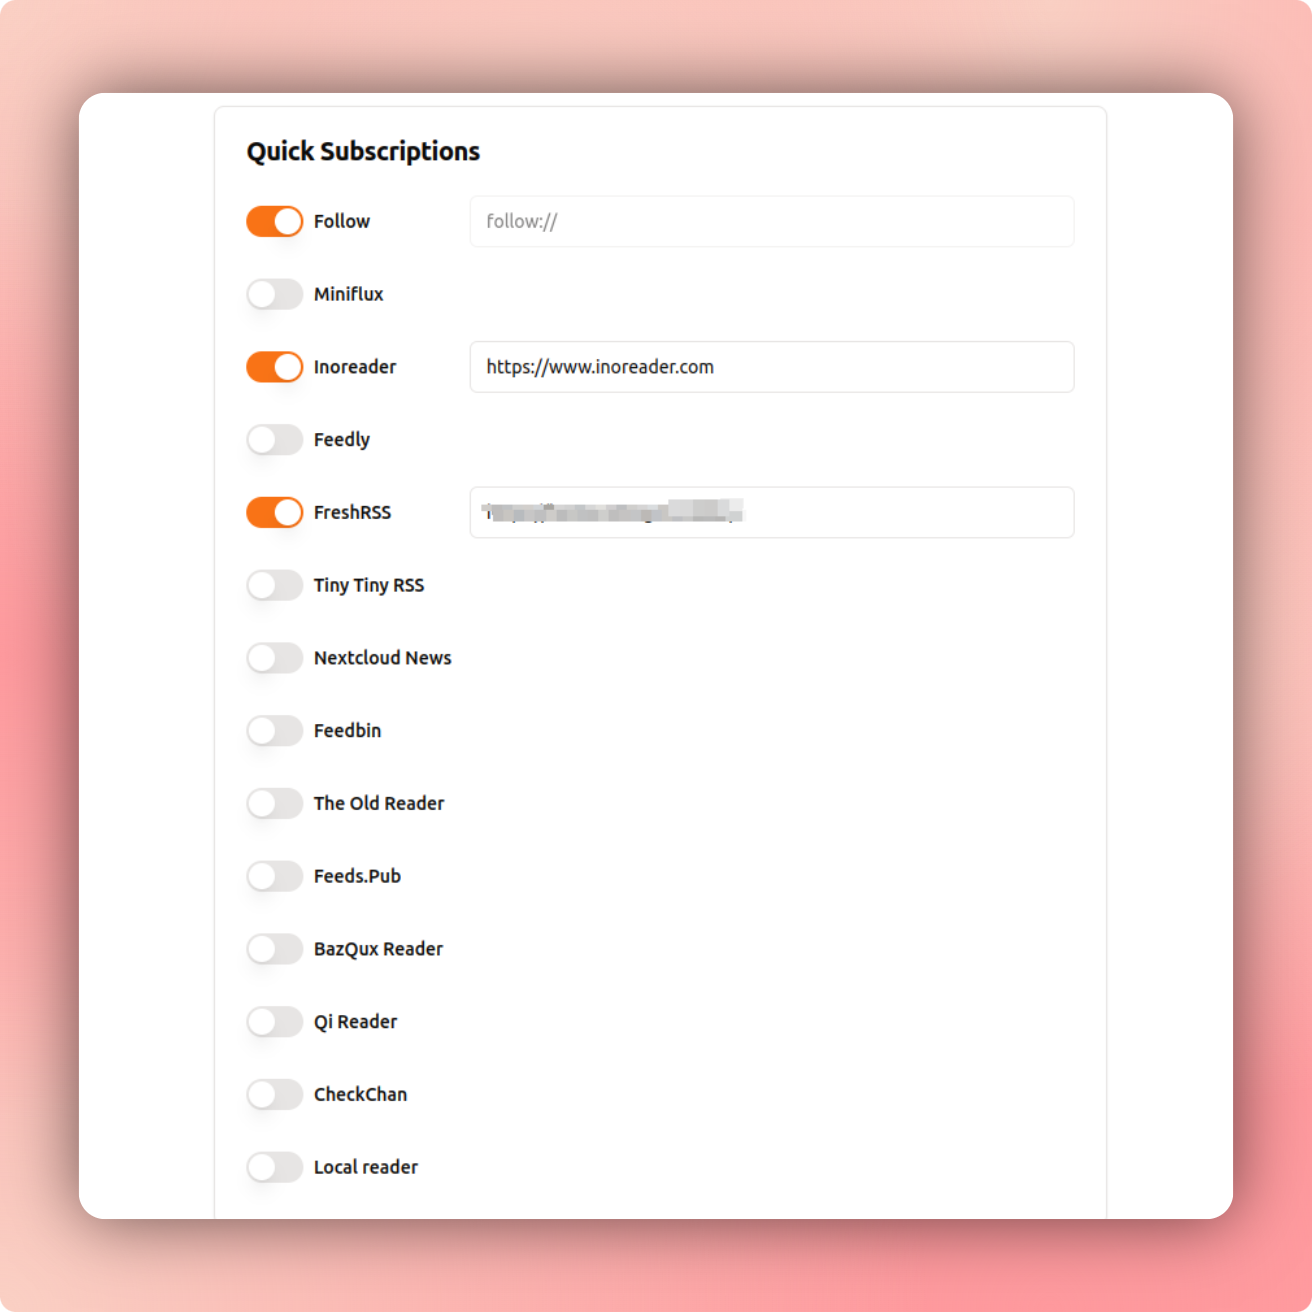 Quick Subscriptions
Follow
follow://
Miniflux
Inoreader
https://www.inoreader.com
Feedly
FreshRSS
Tiny Tiny RSS
Nextcloud News
Feedbin
The Old Reader
Feeds.Pub
BazQux Reader
Qi Reader
CheckChan
Local reader